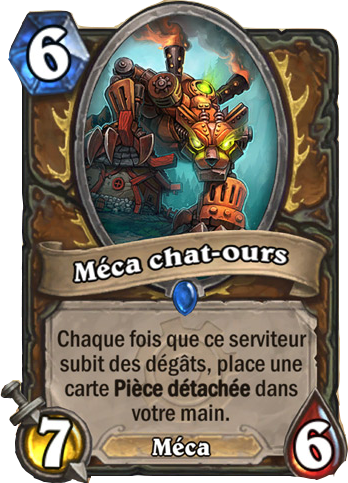 6
Méca chat-ours
Chaque fois que ce serviteur
subit des dégâts, place une
carte Pièce détachée dans
votre main.
7
Méca
6